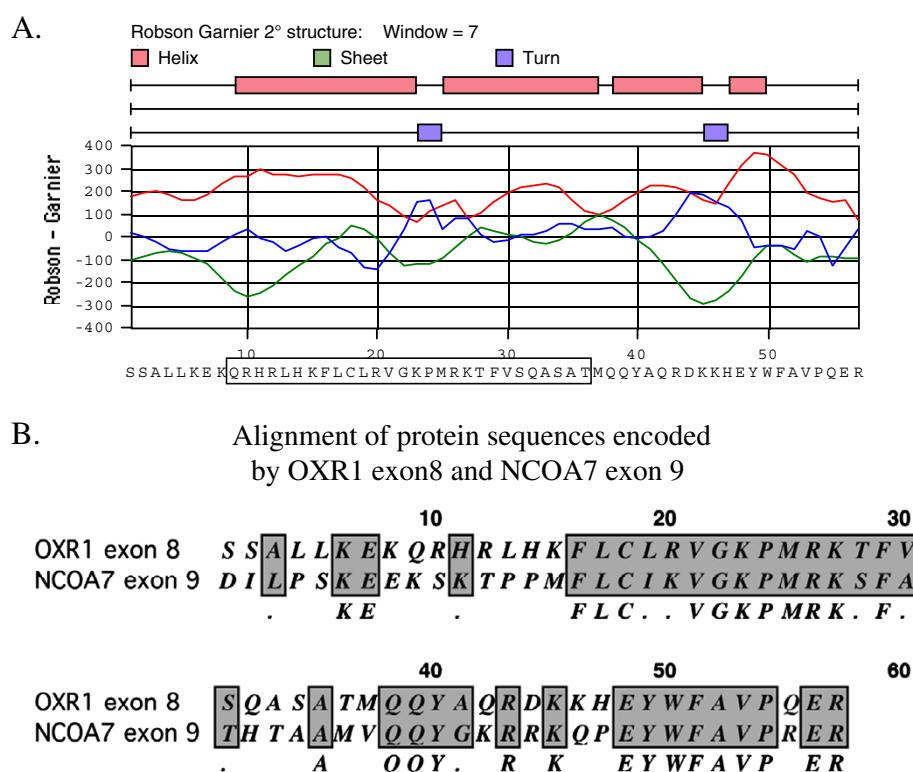 A.
Robson Garnier 2° structure: Window = 7
Helix Sheet Turn
400
300
200
100
0
-100
-200
-300
-400
Robson - Garnier
10 20 30 40 50
SSALLKEKQRHRLHKFLCLRVGKPMRKTFVSQASATMQQYAQRDKKHEYWFAVPQER
B.
Alignment of protein sequences encoded
by OXR1 exon8 and NCOA7 exon 9
10 20 30
OXR1 exon 8 S S A L L K E K Q R H R L H K F L C L R V G K P M R K T F V
NCOA7 exon 9 D I L P S K E E K S K T P P M F L C I K V G K P M R K S F A
. K E . F L C . . V G K P M R K . F .
40 50 60
OXR1 exon 8 S Q A S A T M Q Q Y A Q R D K K H E Y W F A V P Q E R
NCOA7 exon 9 T H T A A M V Q Q Y G K R R K Q P E Y W F A V P R E R
. A Q Q Y . R K E Y W F A V P E R